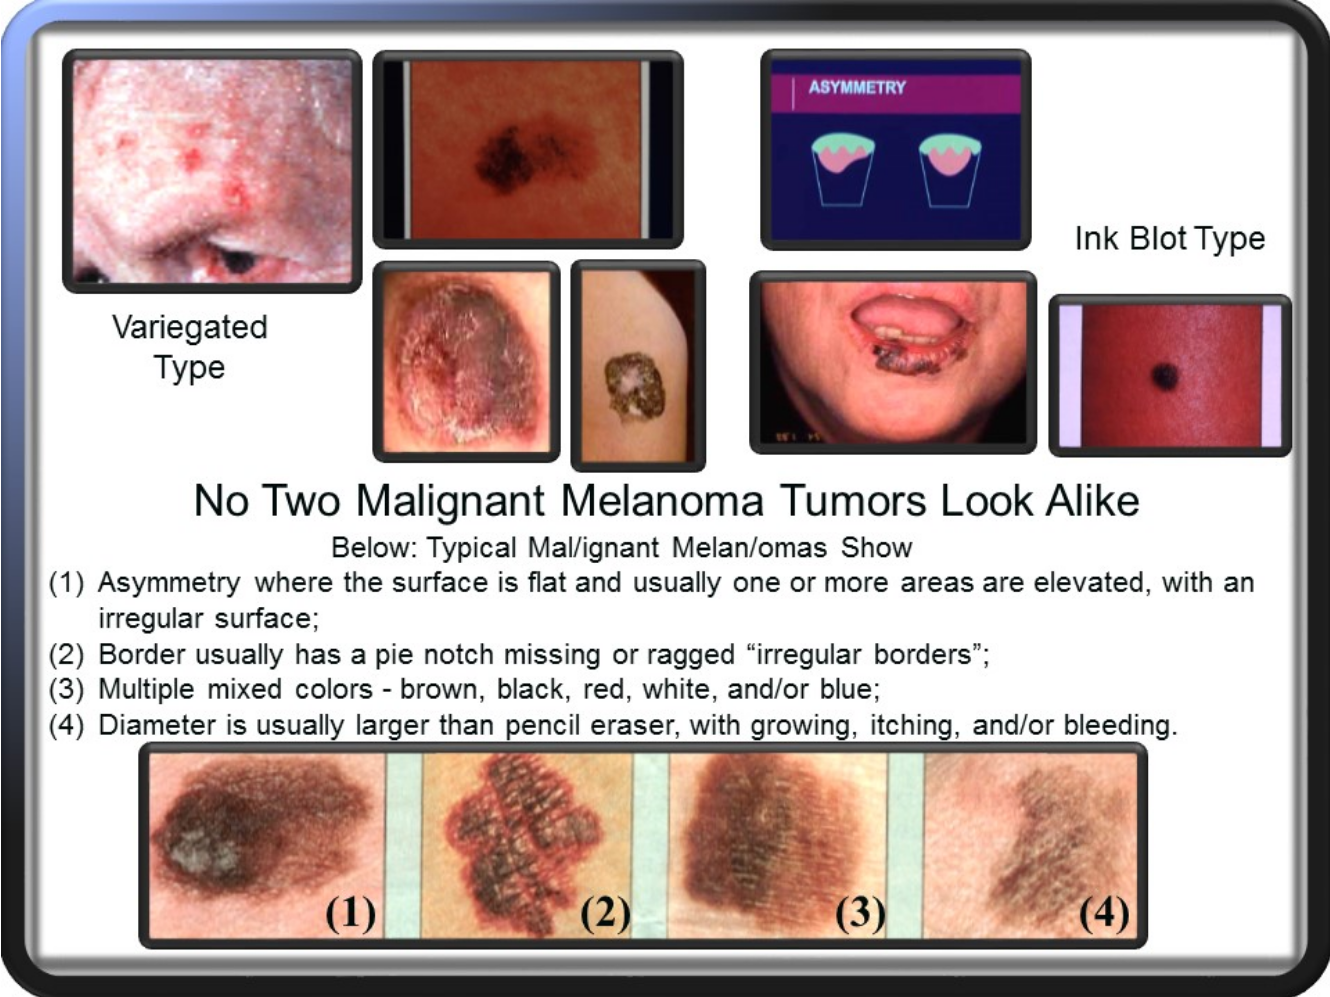 ASYMMETRY
Ink Blot Type
Variegated
Type
No Two Malignant Melanoma Tumors Look Alike
Below: Typical Mal/ignant Melan/omas Show
(1) Asymmetry where the surface is flat and usually one or more areas are elevated, with an
irregular surface;
(2) Border usually has a pie notch missing or ragged “irregular borders”;
(3) Multiple mixed colors - brown, black, red, white, and/or blue;
(4) Diameter is usually larger than pencil eraser, with growing, itching, and/or bleeding.
(1) (2) (3) (4)